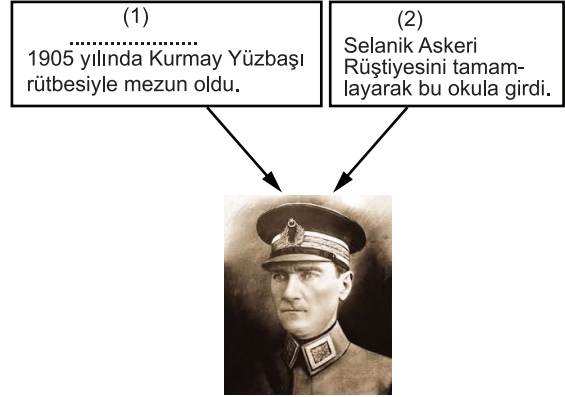 (1)
.......................
1905 yılında Kurmay Yüzbaşı
rütbesiyle mezun oldu.
(2)
Selanik Askeri
Rüştiyesini tamam-
layarak bu okula girdi.